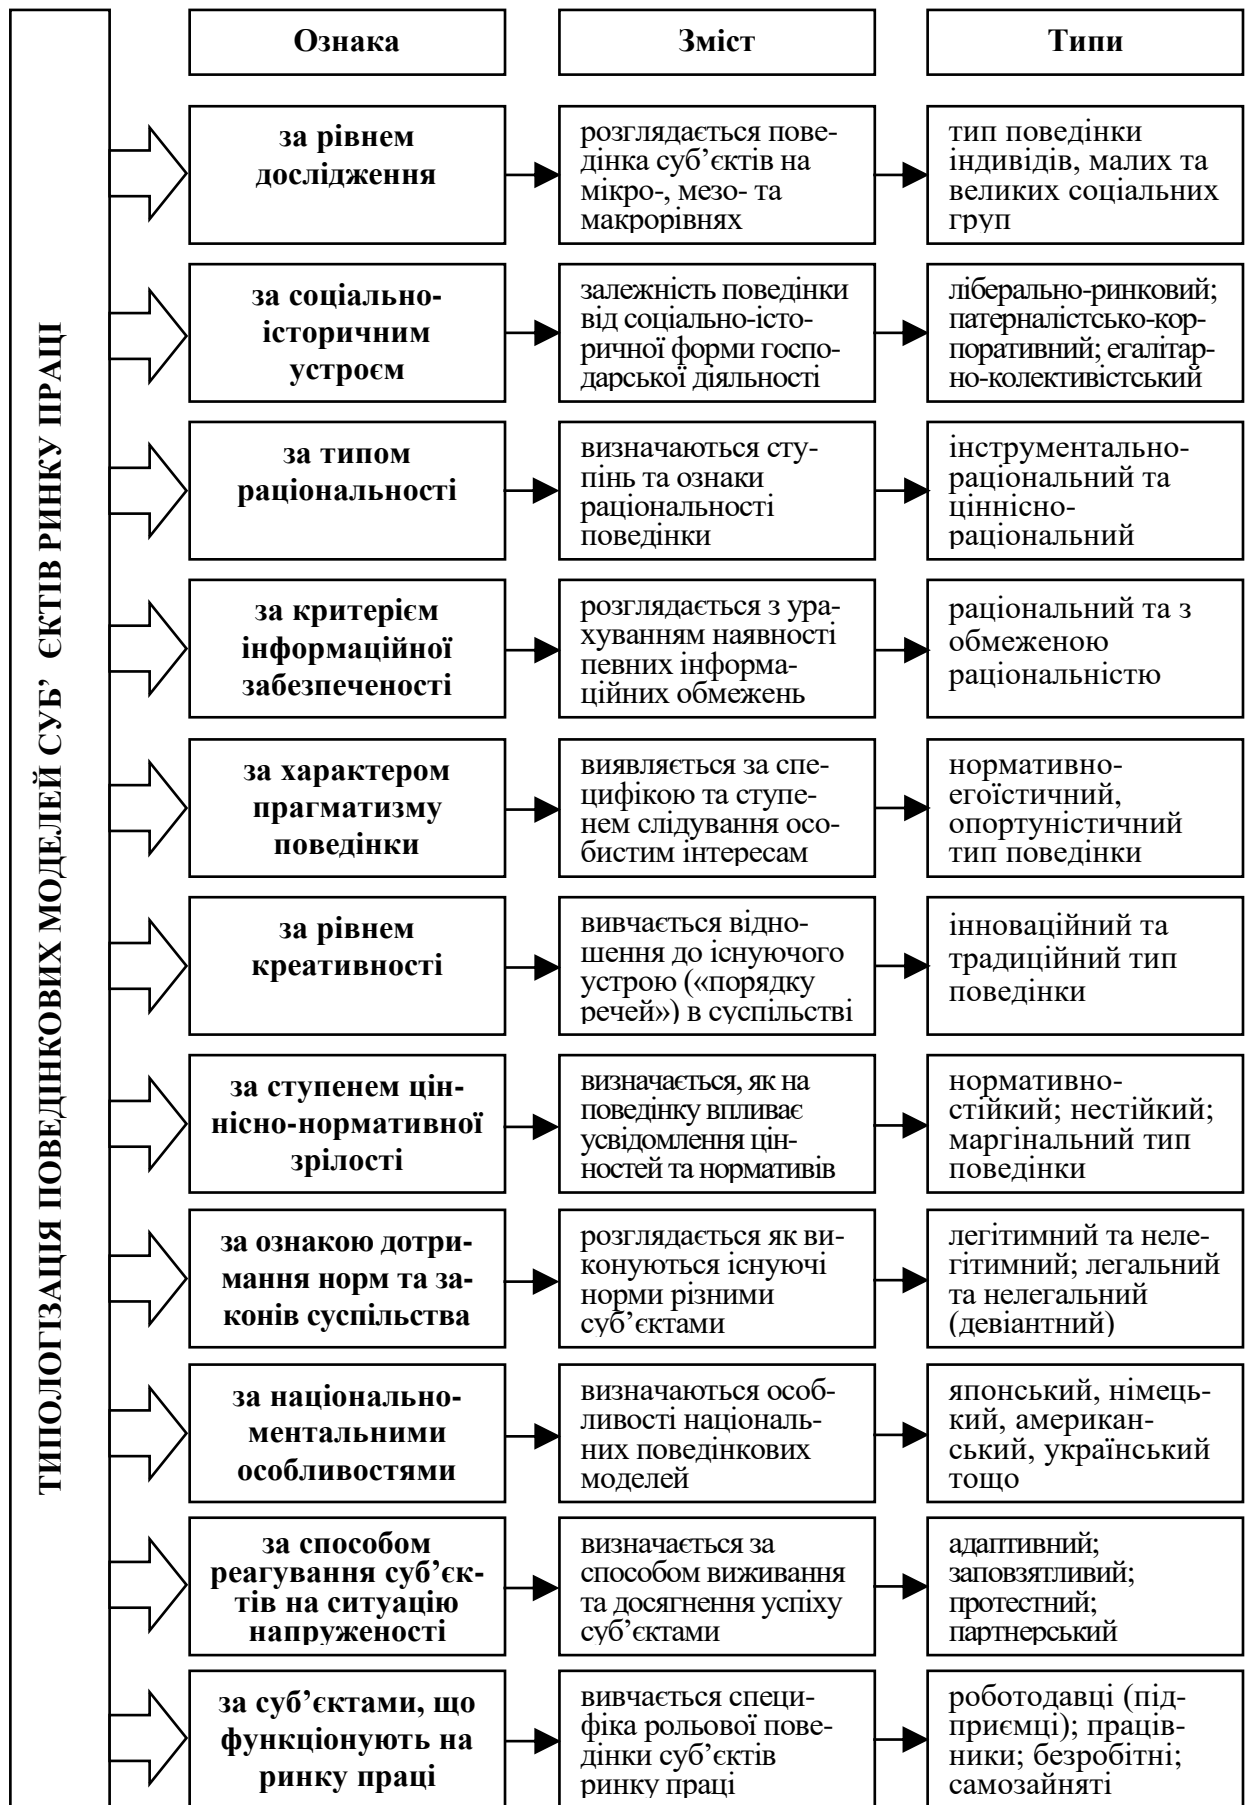 ТИПОЛОГІЗАЦІЯ ПОВЕДІНКОВИХ МОДЕЛЕЙ СУБ’ ЄКТІВ РИНКУ ПРАЦІ
Ознака
Зміст
Типи
за рівнем
дослідження
розглядається пове-
дінка суб’єктів на
мікро-, мезо- та
макрорівнях
тип поведінки
індивідів, малих та
великих соціальних
груп
за соціально-
історичним
устроєм
залежність поведінки
від соціально-істо-
ричної форми госпо-
дарської діяльності
ліберально-ринковий;
патерналістсько-кор-
поративний; егалітар-
но-колективістський
за типом
раціональності
визначаються сту-
пінь та ознаки
раціональності
поведінки
інструментально-
раціональний та
ціннісно-
раціональний
за критерієм
інформаційної
забезпеченості
розглядається з ура-
хуванням наявності
певних інформа-
ційних обмежень
раціональний та з
обмеженою
раціональністю
за характером
прагматизму
поведінки
виявляється за спе-
цифікою та ступе-
нем слідування осо-
бистим інтересам
нормативно-
егоїстичний,
опортуністичний
тип поведінки
за рівнем
креативності
вивчається відно-
шення до існуючого
устрою («порядку
речей») в суспільстві
інноваційний та
традиційний тип
поведінки
за ступенем цін-
нісно-нормативної
зрілості
визначається, як на
поведінку впливає
усвідомлення цін-
ностей та нормативів
нормативно-
стійкий; нестійкий;
маргінальний тип
поведінки
за ознакою дотри-
мання норм та за-
конів суспільства
розглядається як ви-
конуються існуючі
норми різними
суб’єктами
легітимний та неле-
гітимний; легальний
та нелегальний
(девіантний)
за національно-
ментальними
особливостями
визначаються особ-
ливості національ-
них поведінкових
моделей
японський, німець-
кий, американ-
ський, український
тощо
за способом
реагування суб’єк-
тів на ситуацію
напруженості
визначається за
способом виживання
та досягнення успіху
суб’єктами
адаптивний;
заповзятливий;
протестний;
партнерський
за суб’єктами, що
функціонують на
ринку праці
вивчається специ-
фіка рольової пове-
дінки суб’єктів
ринку праці
роботодавці (під-
приємці); праців-
ники; безробітні;
самозайняті